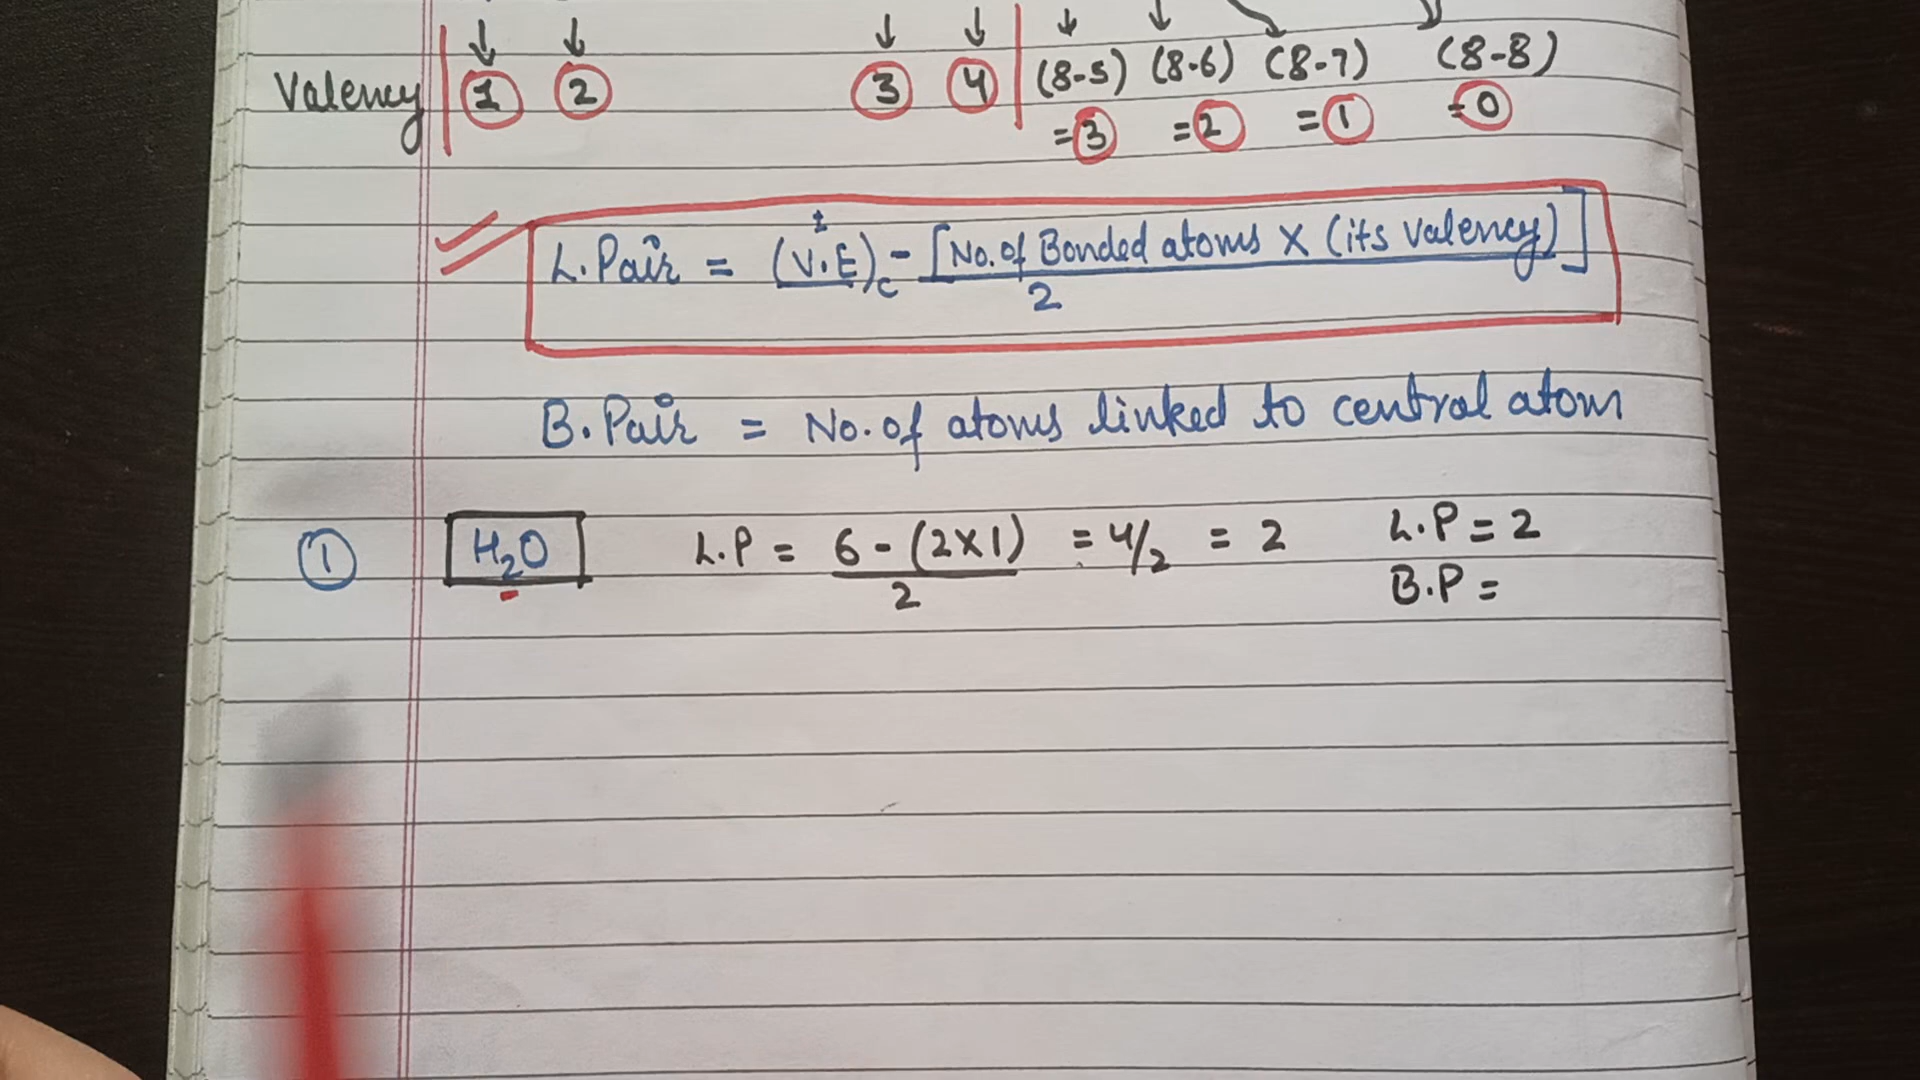 ↓ ↓ ↓ ↓ ↓ ↓
Valency 1 2 3 4 (8-5) (8-6) (8-7) (8-8)
=3 =2 =1 =0
L.Pair = (V.E)c - [No. of Bonded atoms X (its valency)]
2
B.Pair = No. of atoms linked to central atom
1 H2O L.P = 6 - (2X1) = 4/2 = 2 L.P = 2
2 B.P =